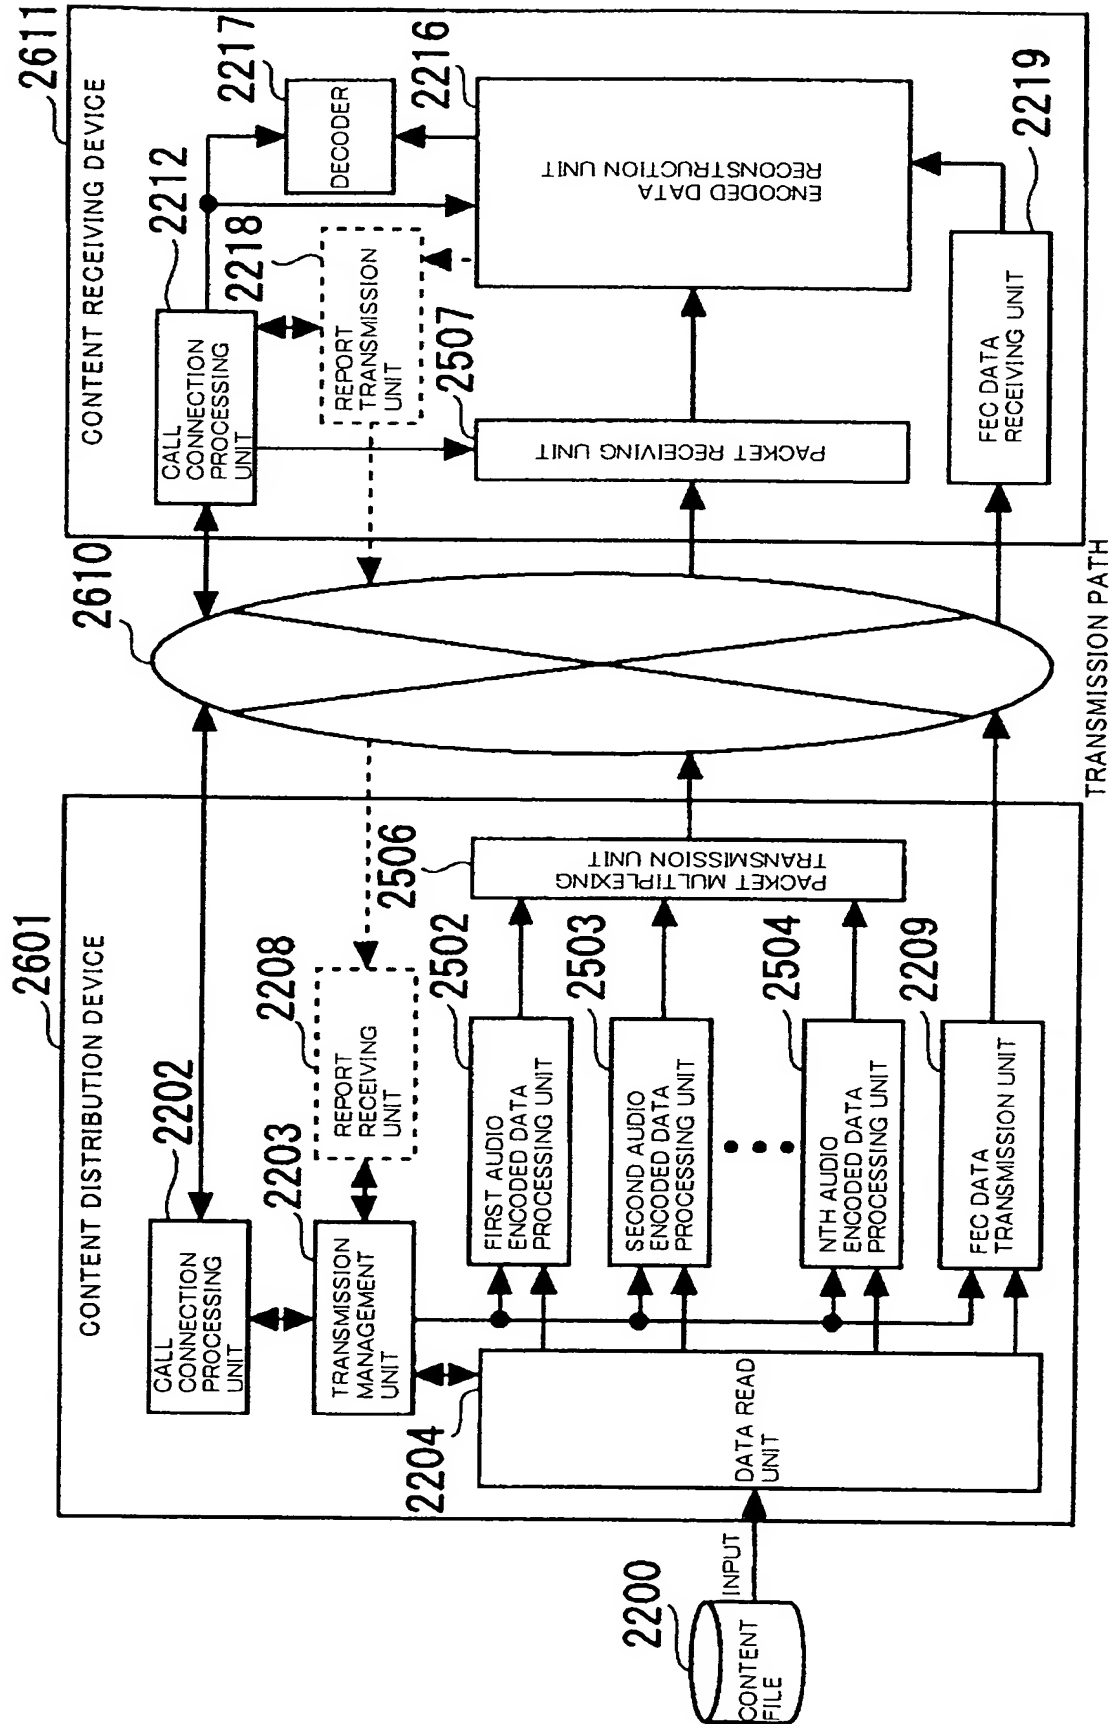 2601
CONTENT DISTRIBUTION DEVICE
2202
CALL
CONNECTION
PROCESSING
UNIT
2203
TRANSMISSION
MANAGEMENT
UNIT
2208
REPORT
RECEIVING
UNIT
2204
DATA READ
UNIT
2200
CONTENT
FILE
INPUT
2502
FIRST AUDIO
ENCODED DATA
PROCESSING UNIT
2503
SECOND AUDIO
ENCODED DATA
PROCESSING UNIT
2504
NTH AUDIO
ENCODED DATA
PROCESSING UNIT
2209
FEC DATA
TRANSMISSION UNIT
2506
PACKET MULTIPLEXING
TRANSMISSION UNIT
2610
TRANSMISSION PATH
2611
CONTENT RECEIVING DEVICE
2212
CALL
CONNECTION
PROCESSING
UNIT
2218
REPORT
TRANSMISSION
UNIT
2217
DECODER
2507
PACKET RECEIVING UNIT
2216
ENCODED DATA
RECONSTRUCTION UNIT
2219
FEC DATA
RECEIVING UNIT